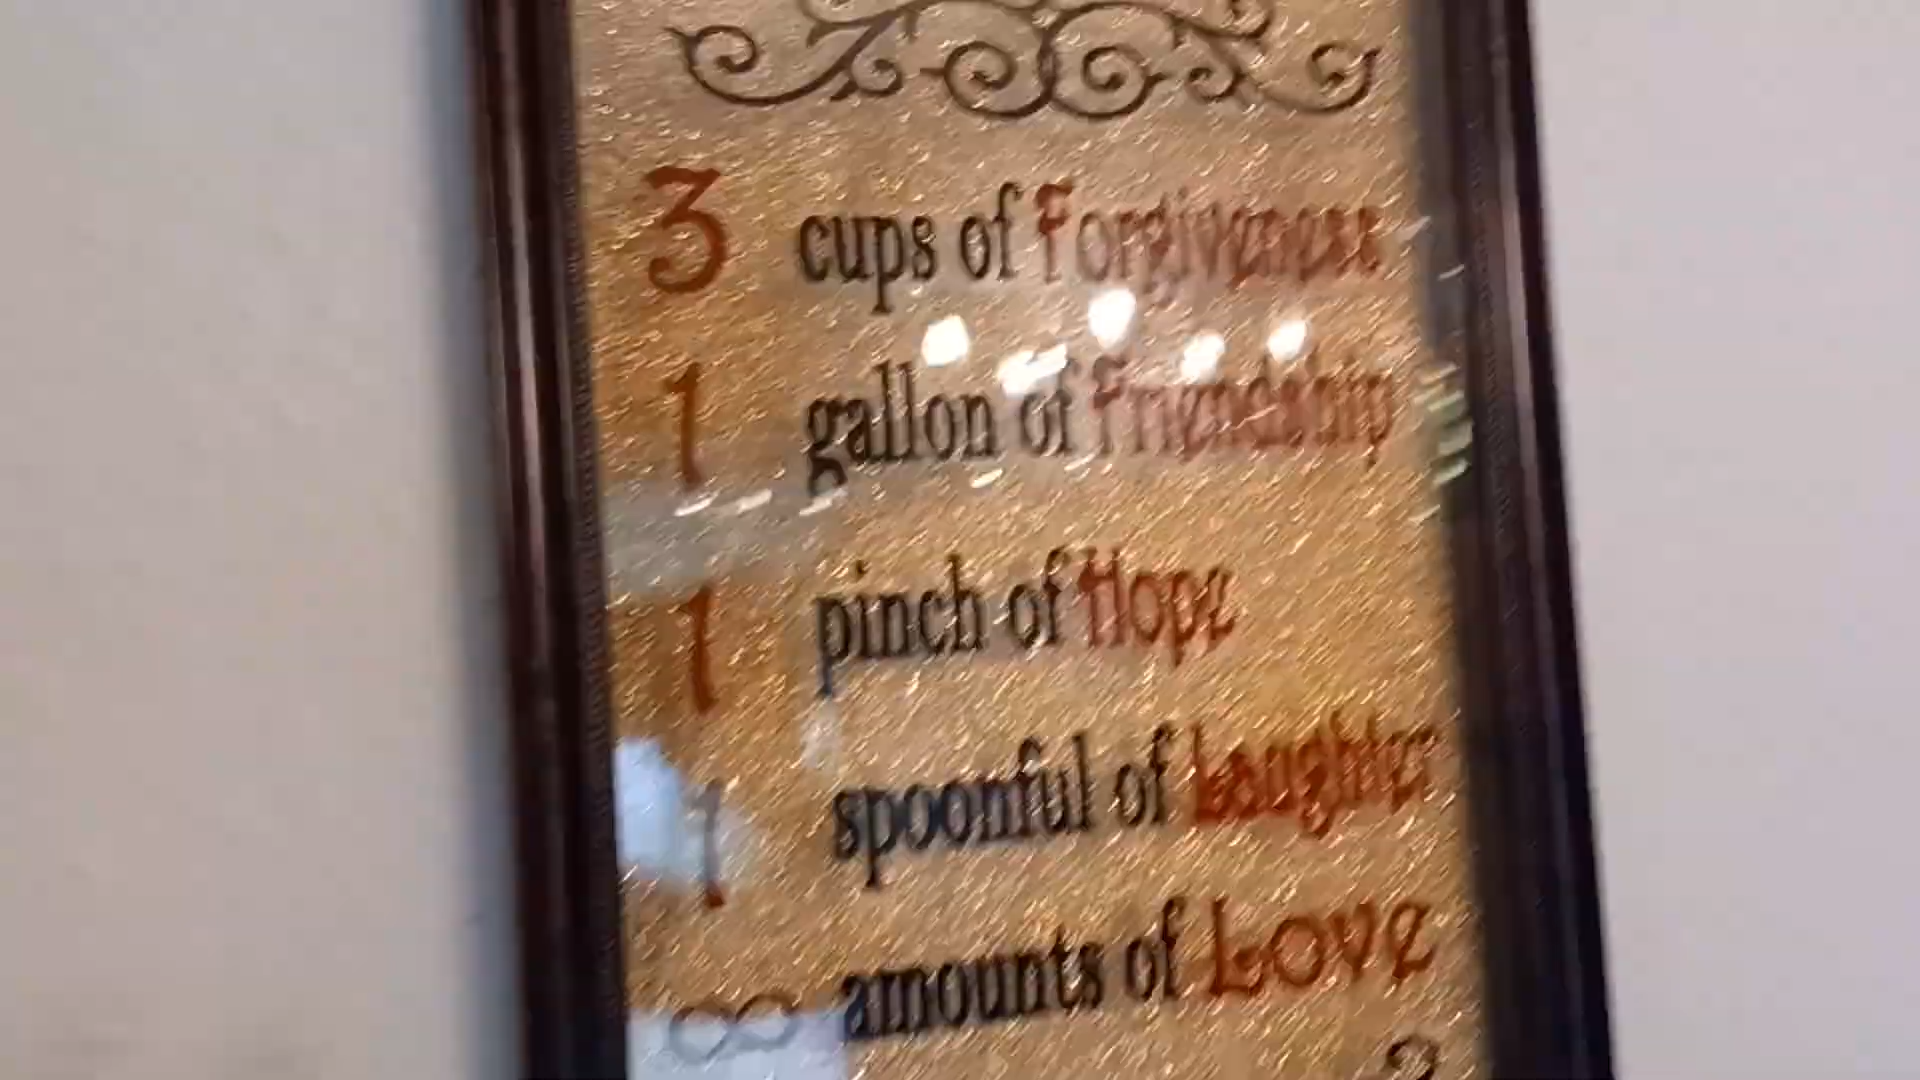 3 cups of Forgiveness
1 gallon of Friendship
1 pinch of Hope
1 spoonful of Laughter
∞ amounts of Love